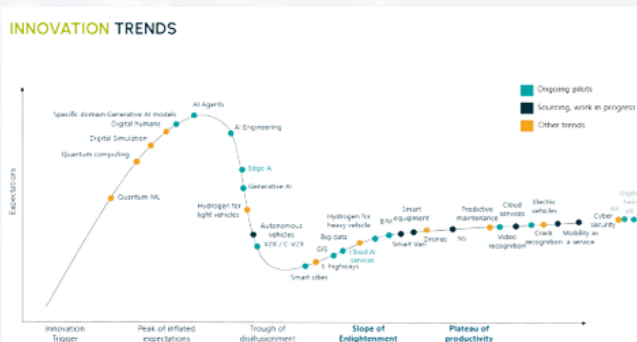 INNOVATION TRENDS
Ongoing pilots
Sourcing, work in progress
Other trends
Expectations
AI Agents
Specific domain Generative AI models
Digital humans
AI Engineering
Digital Simulation
Quantum computing
Edge AI
Generative AI
Quantum ML
Hydrogen for
light vehicles
Autonomous
vehicles
V2X / C-V2X
Smart cities
GIS
E-highways
Big data
Cloud AI
services
Hydrogen for
heavy vehicle
BIM
Smart
equipment
Smart Van
Drones
5G
Predictive
maintenance
Cloud
services
Video
recognition
Electric
vehicles
Crack
recognition
Mobility as
a service
Cyber
security
AR
VR
Innovation
Trigger
Peak of inflated
expectations
Trough of
disillusionment
Slope of
Enlightenment
Plateau of
productivity